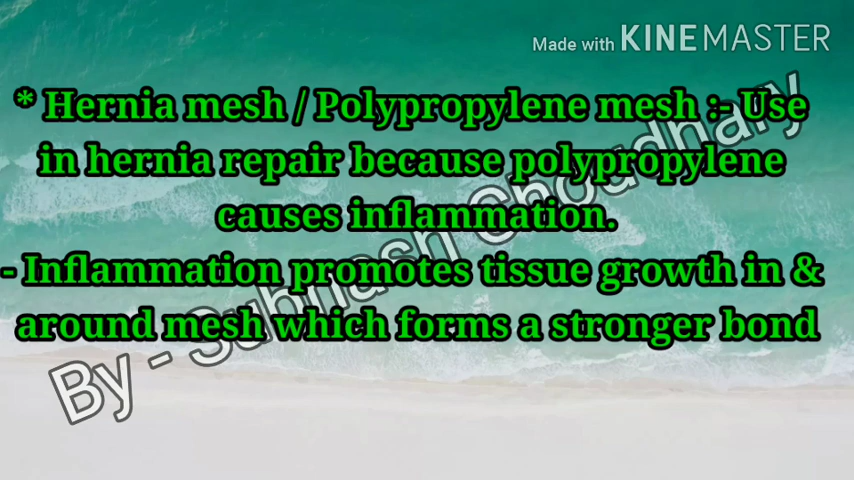 Made with KINEMASTER
* Hernia mesh / Polypropylene mesh :- Use
in hernia repair because polypropylene
causes inflammation.
- Inflammation promotes tissue growth in &
around mesh which forms a stronger bond
By - Subhash Choudhary